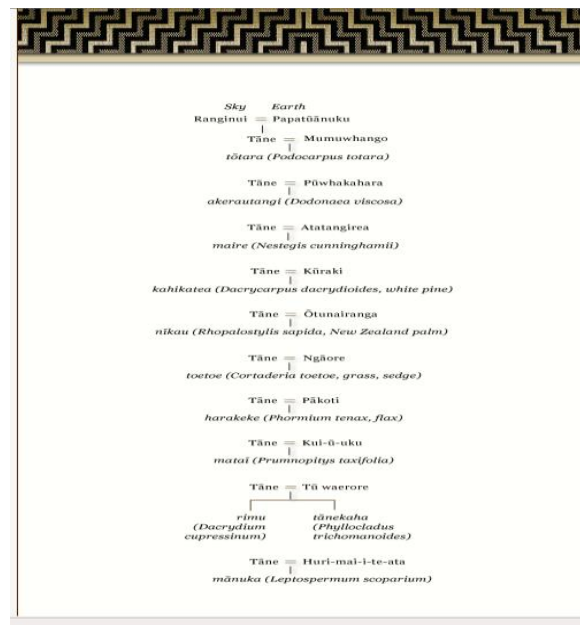 Sky Earth
Ranginui = Papatūānuku
Tāne = Mumuwhango
tōtara (Podocarpus totara)
Tāne = Pūwhakahara
akerautangi (Dodonaea viscosa)
Tāne = Atatangirea
maire (Nestegis cunninghamii)
Tāne = Kūraki
kahikatea (Dacrycarpus dacrydioides, white pine)
Tāne = Ōtunairanga
nīkau (Rhopalostylis sapida, New Zealand palm)
Tāne = Ngāore
toetoe (Cortaderia toetoe, grass, sedge)
Tāne = Pākoti
harakeke (Phormium tenax, flax)
Tāne = Kui-ū-uku
mataī (Prumnopitys taxifolia)
Tāne = Tū waerore
rimu
(Dacrydium
cupressinum)
tānekaha
(Phyllocladus
trichomanoides)
Tāne = Huri-mai-i-te-ata
mānuka (Leptospermum scoparium)